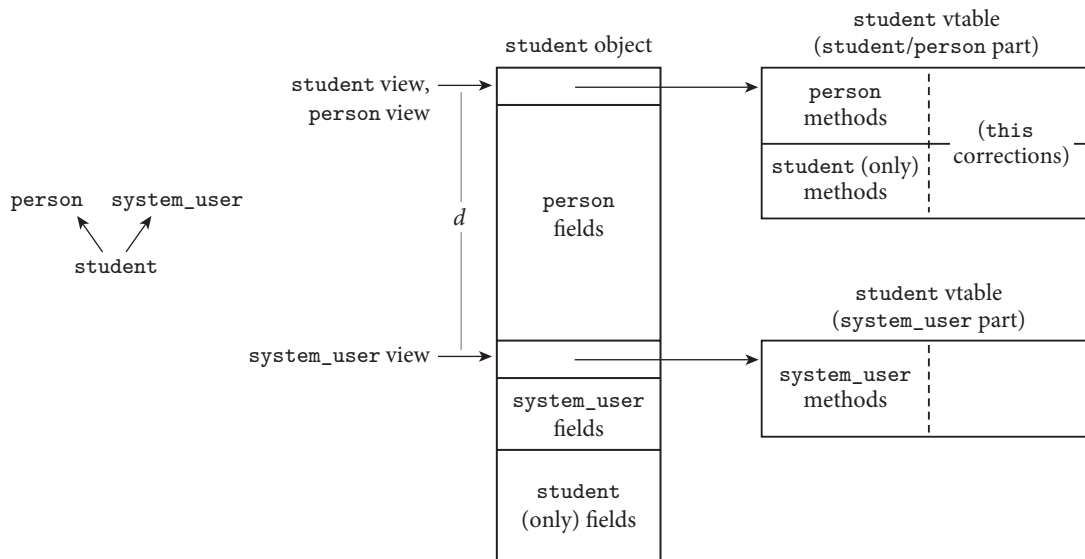 student object
student vtable
(student/person part)
student view,
person view
person
methods
(this
corrections)
student (only)
methods
person system_user
student
d
person
fields
student vtable
(system_user part)
system_user view
system_user
methods
system_user
fields
student
(only) fields